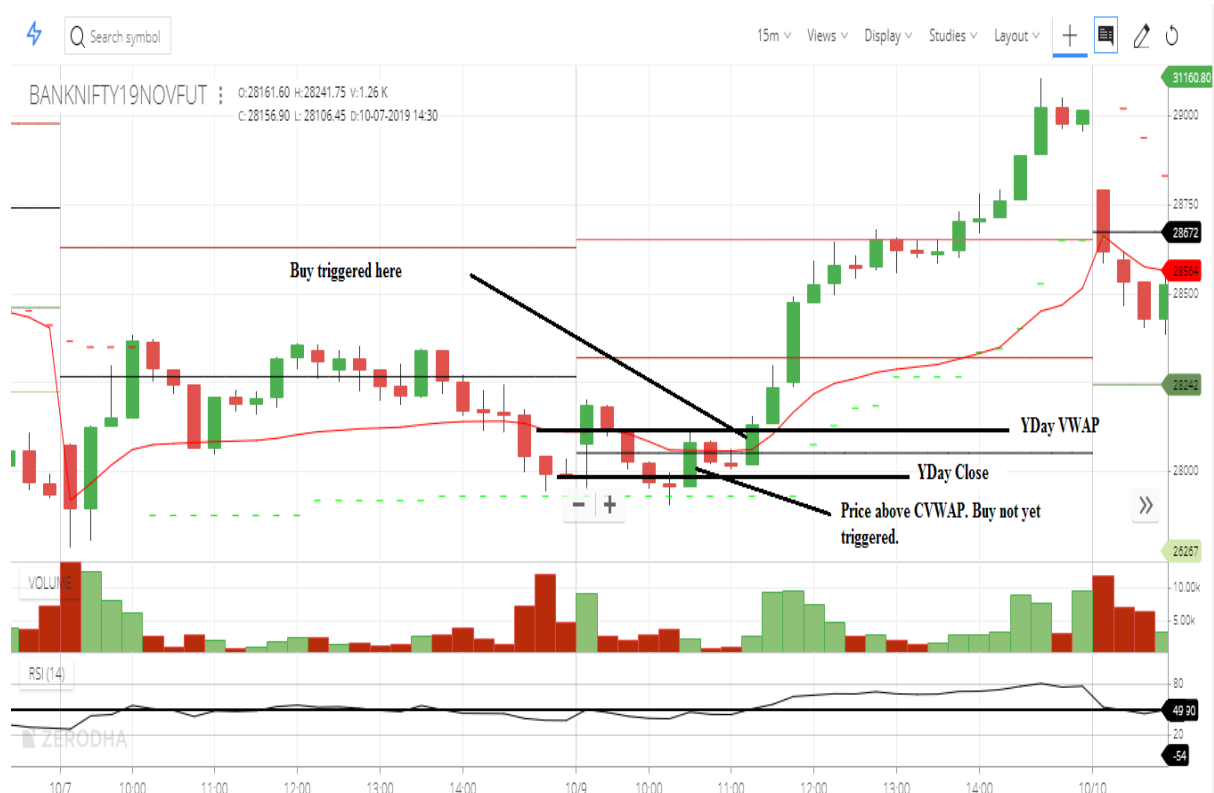 Search symbol
15m Views Display Studies Layout
BANKNIFTY19NOVFUT O:28161.60 H:28241.75 V:1.26 K
C:28156.90 L: 28106.45 D:10-07-2019 14:30
31160.80
29000
28750
28672
28584
28500
28242
28000
26267
Buy triggered here
YDay VWAP
YDay Close
Price above CVWAP. Buy not yet
triggered.
VOLUME
10.00k
5.00k
RSI (14)
80
49.90
20
-54
ZERODHA
10/7 10:00 11:00 12:00 13:00 14:00 10/9 10:00 11:00 12:00 13:00 14:00 10/10